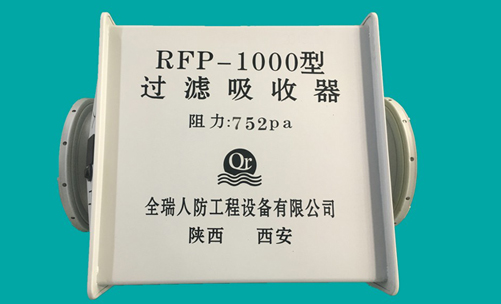 RFP-1000型
过滤吸收器
阻力:752pa
Qr
全瑞人防工程设备有限公司
陕西 西安